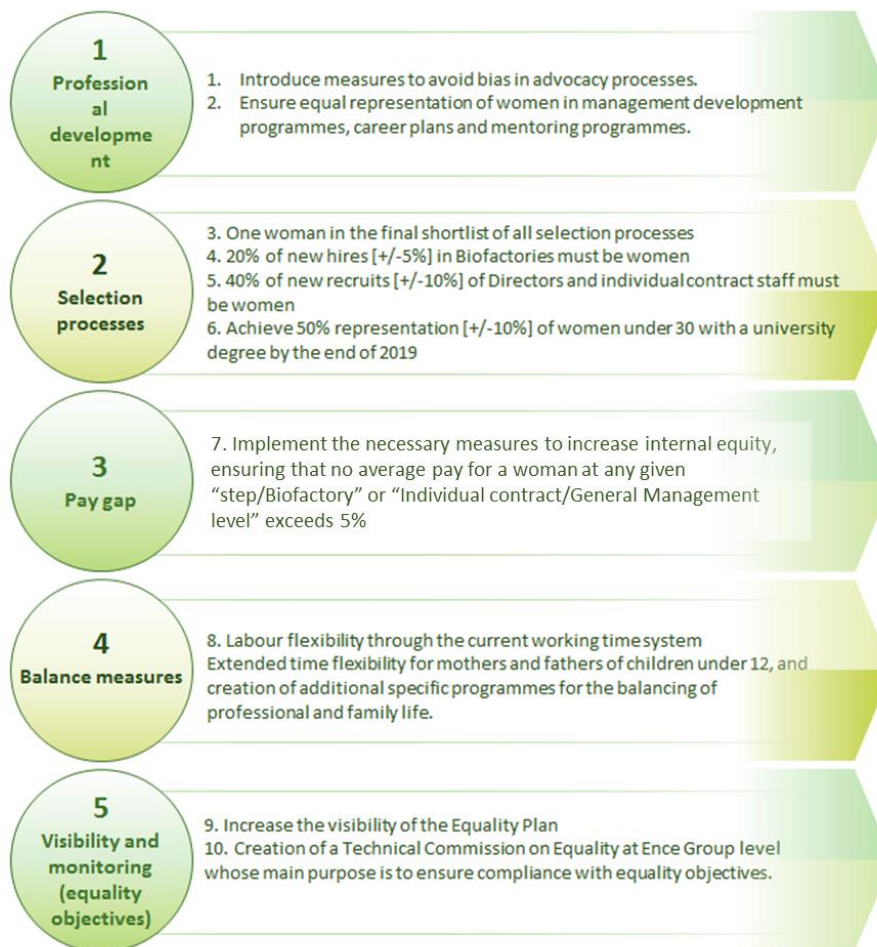 1
Profession
al
developme
nt
1. Introduce measures to avoid bias in advocacy processes.
2. Ensure equal representation of women in management development
programmes, career plans and mentoring programmes.
2
Selection
processes
3. One woman in the final shortlist of all selection processes
4. 20% of new hires [+/-5%] in Biofactories must be women
5. 40% of new recruits [+/-10%] of Directors and individual contract staff must
be women
6. Achieve 50% representation [+/-10%] of women under 30 with a university
degree by the end of 2019
3
Pay gap
7. Implement the necessary measures to increase internal equity,
ensuring that no average pay for a woman at any given
“step/Biofactory” or “Individual contract/General Management
level” exceeds 5%
4
Balance measures
8. Labour flexibility through the current working time system
Extended time flexibility for mothers and fathers of children under 12, and
creation of additional specific programmes for the balancing of
professional and family life.
5
Visibility and
monitoring
(equality
objectives)
9. Increase the visibility of the Equality Plan
10. Creation of a Technical Commission on Equality at Ence Group level
whose main purpose is to ensure compliance with equality objectives.